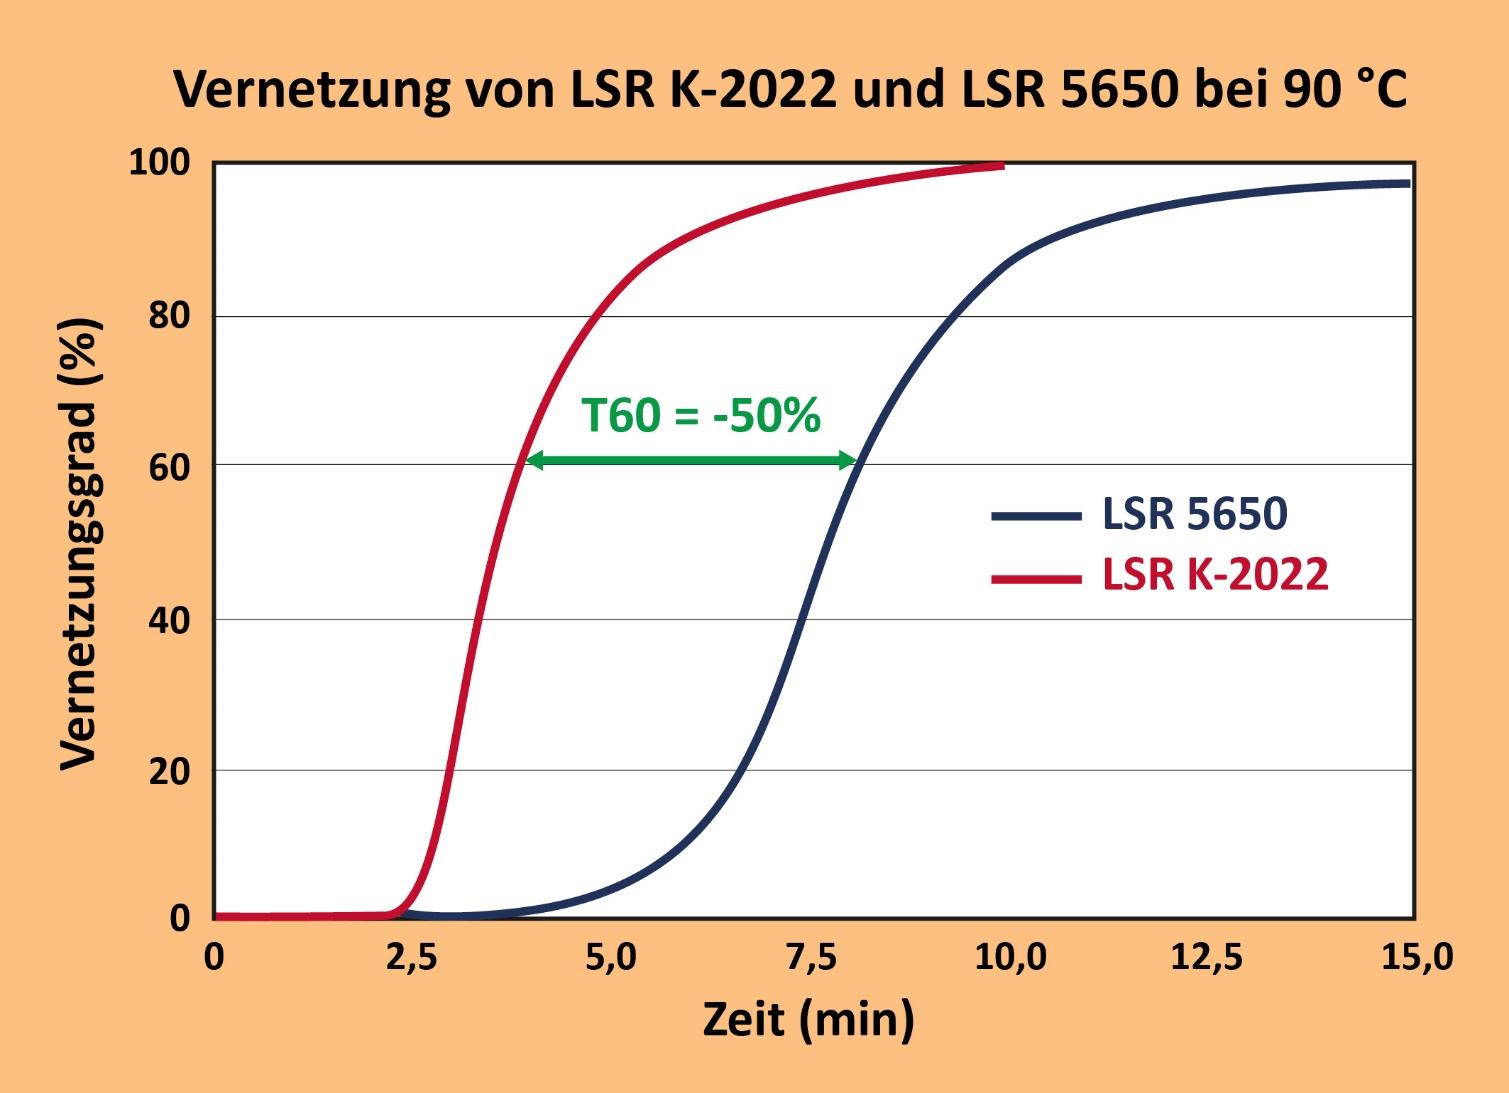 Vernetzung von LSR K-2022 und LSR 5650 bei 90 °C
Vernetzungsgrad (%)
100
80
60
40
20
0
T60 = -50%
LSR 5650
LSR K-2022
0 2,5 5,0 7,5 10,0 12,5 15,0
Zeit (min)